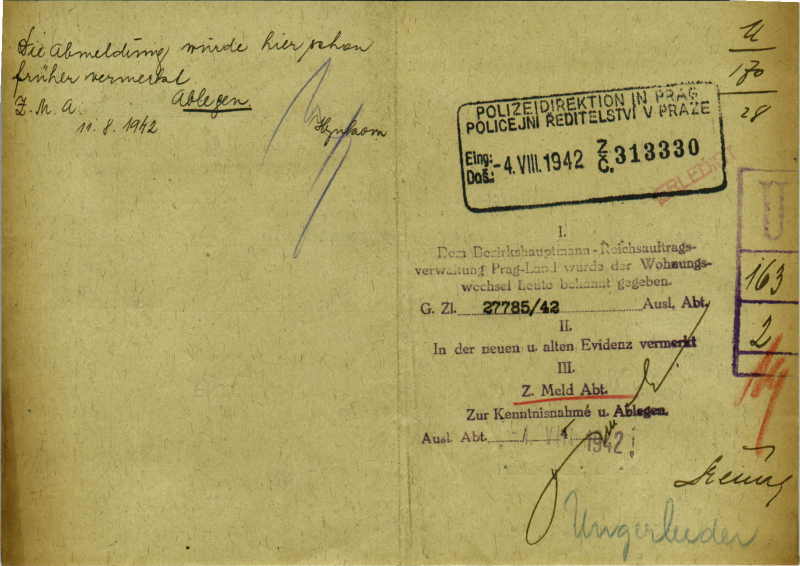 Die Abmeldung wurde hier schon
früher vermerkt.
Ablegen
Z. M. A.
11. 8. 1942
U
170
28
POLIZEIDIREKTION IN PRAG
POLICEJNÍ ŘEDITELSTVÍ V PRAZE
Eing:
Doš: -4. VIII. 1942 Z Č. 313330
U
163
2
I.
Dem Bezirkshauptmann-Reichsauftrags-
verwaltung Prag-Land wurde der Wohnungs-
wechsel Leute bekannt gegeben.
G. Zl. 27785/42 Ausl. Abt.
II.
In der neuen u. alten Evidenz vermerkt
III.
Z. Meld Abt.
Zur Kenntnisnahme u. Ablegen.
Ausl. Abt. 1942
Ungerleider